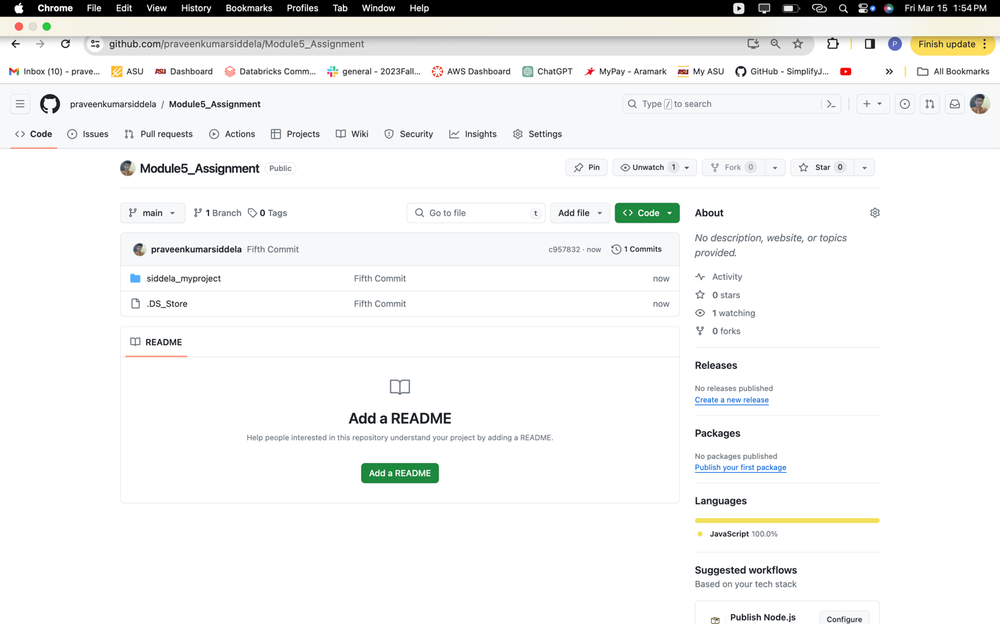 Chrome File Edit View History Bookmarks Profiles Tab Window Help Fri Mar 15 1:54 PM
github.com/praveenkumarsiddela/Module5_Assignment P Finish update
Inbox (10) - prave... ASU ASU Dashboard Databricks Comm... general - 2023Fall... AWS Dashboard ChatGPT MyPay - Aramark ASU My ASU GitHub - SimplifyJ... » All Bookmarks
praveenkumarsiddela / Module5_Assignment Type / to search
Code Issues Pull requests Actions Projects Wiki Security Insights Settings
Module5_Assignment Public Pin Unwatch 1 Fork 0 Star 0
main 1 Branch 0 Tags Go to file t Add file Code
praveenkumarsiddela Fifth Commit c957832 · now 1 Commits
siddela_myproject Fifth Commit now
.DS_Store Fifth Commit now
README
Add a README
Help people interested in this repository understand your project by adding a README.
Add a README
About
No description, website, or topics
provided.
Activity
0 stars
1 watching
0 forks
Releases
No releases published
Create a new release
Packages
No packages published
Publish your first package
Languages
JavaScript 100.0%
Suggested workflows
Based on your tech stack
Publish Node.js Configure